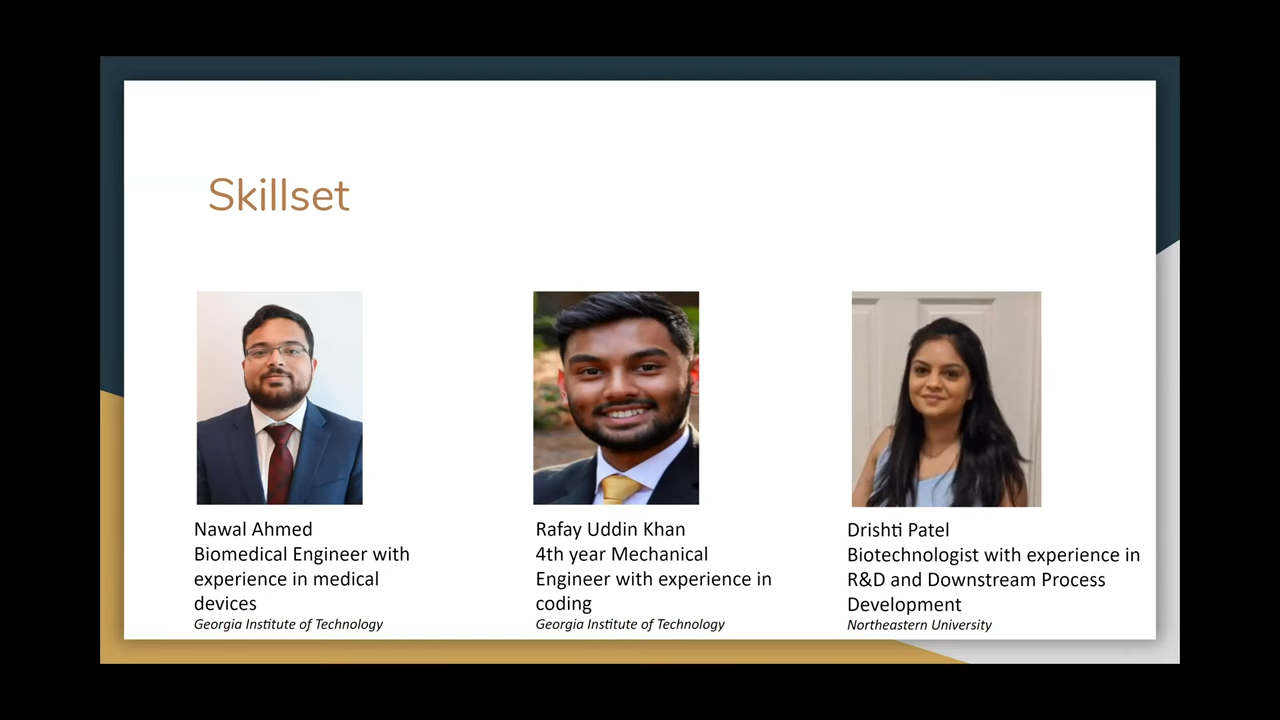 Skillset
Nawal Ahmed
Biomedical Engineer with
experience in medical
devices
Georgia Institute of Technology
Rafay Uddin Khan
4th year Mechanical
Engineer with experience in
coding
Georgia Institute of Technology
Drishti Patel
Biotechnologist with experience in
R&D and Downstream Process
Development
Northeastern University